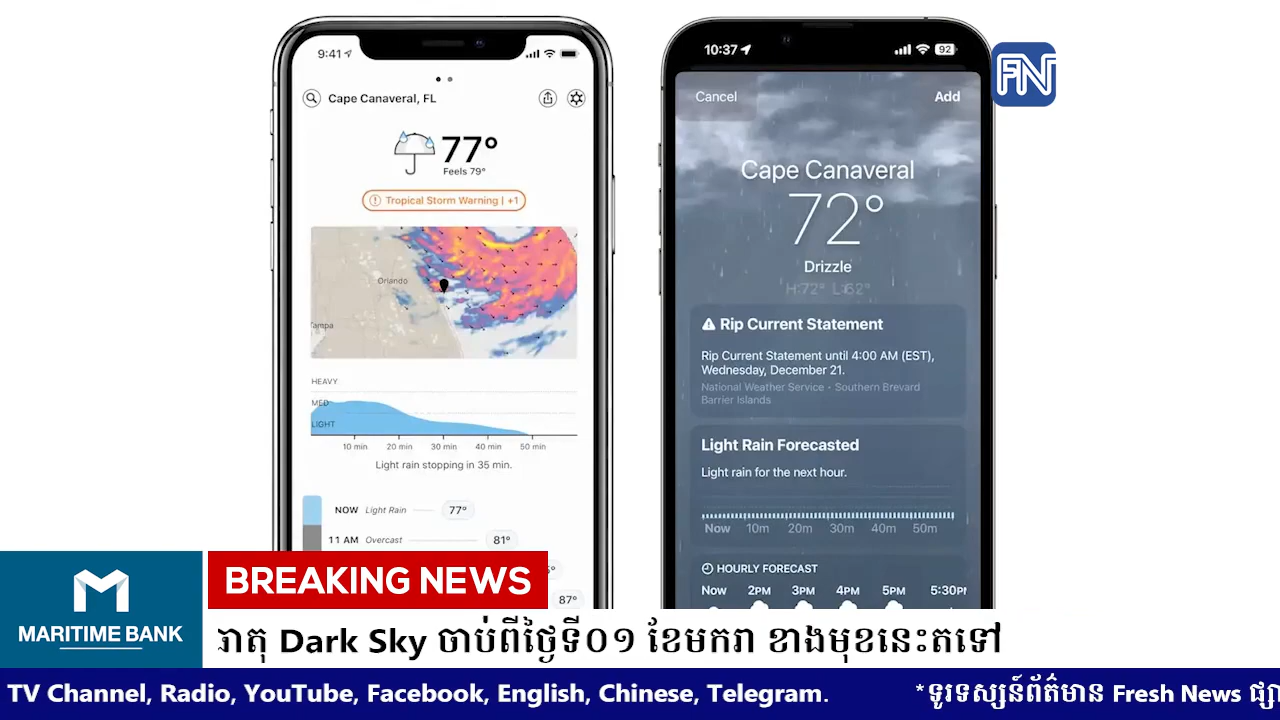 9:41
Cape Canaveral, FL
77°
Feels 79°
Tropical Storm Warning | +1
Orlando
Tampa
HEAVY
MED
LIGHT
10 min 20 min 30 min 40 min 50 min
Light rain stopping in 35 min.
NOW Light Rain 77°
11 AM Overcast 81°
87°
10:37 92
Cancel Add
Cape Canaveral
72°
Drizzle
H:72° L:62°
Rip Current Statement
Rip Current Statement until 4:00 AM (EST),
Wednesday, December 21.
National Weather Service - Southern Brevard
Barrier Islands
Light Rain Forecasted
Light rain for the next hour.
Now 10m 20m 30m 40m 50m
HOURLY FORECAST
Now 2PM 3PM 4PM 5PM 5:30PM
FN
MARITIME BANK
BREAKING NEWS
Dark Sky ចាប់ពីថ្ងៃទី០១ ខែមករា ខាងមុខនេះតទៅ
TV Channel, Radio, YouTube, Facebook, English, Chinese, Telegram. *ទូរទស្សន៍ព័ត៌មាន Fresh News ផ្សា